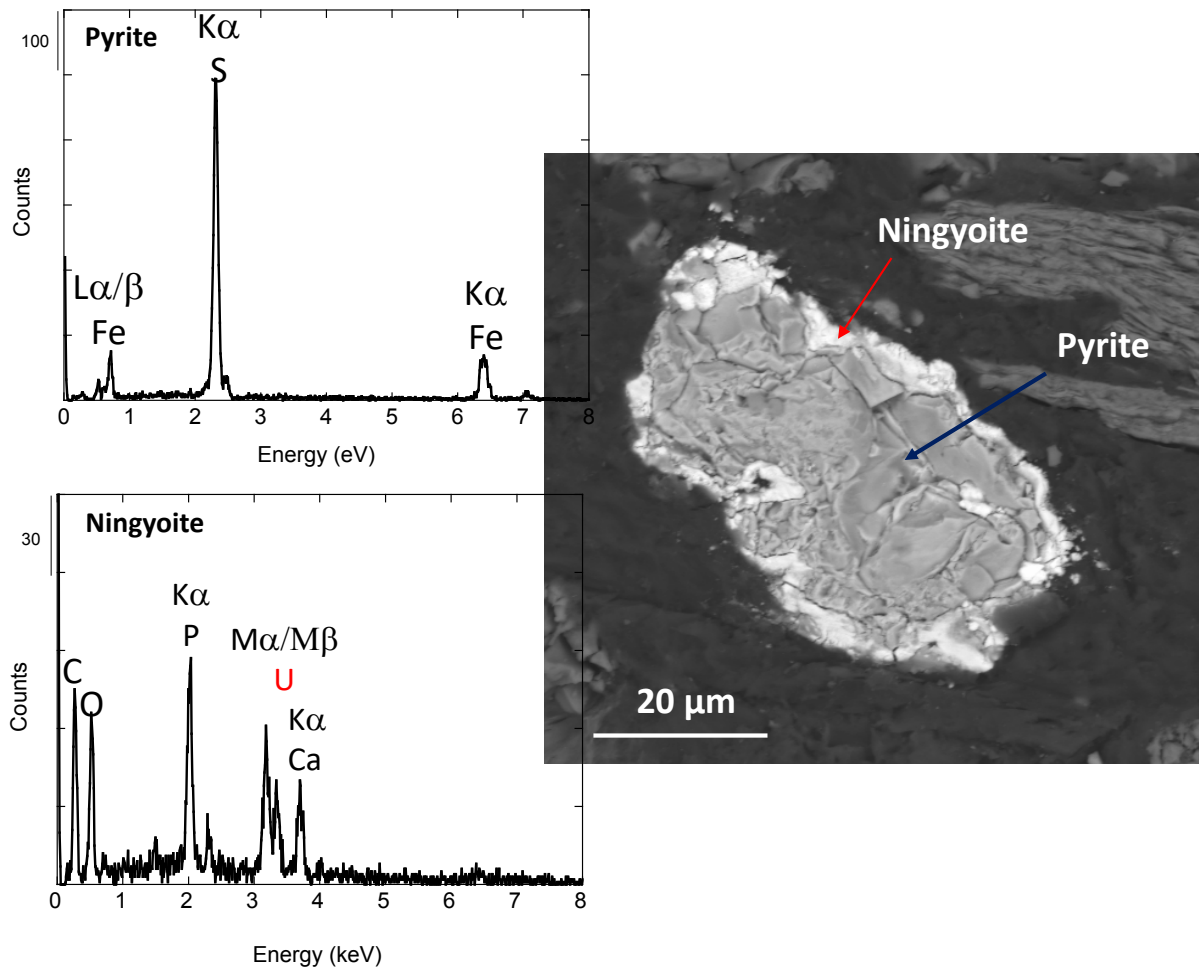 100
Pyrite
Kα
S
Lα/β
Fe
Kα
Fe
Counts
0 1 2 3 4 5 6 7 8
Energy (eV)
30
Ningyoite
C
O
Kα
P
Mα/Mβ
U
Kα
Ca
Counts
0 1 2 3 4 5 6 7 8
Energy (keV)
Ningyoite
Pyrite
20 µm